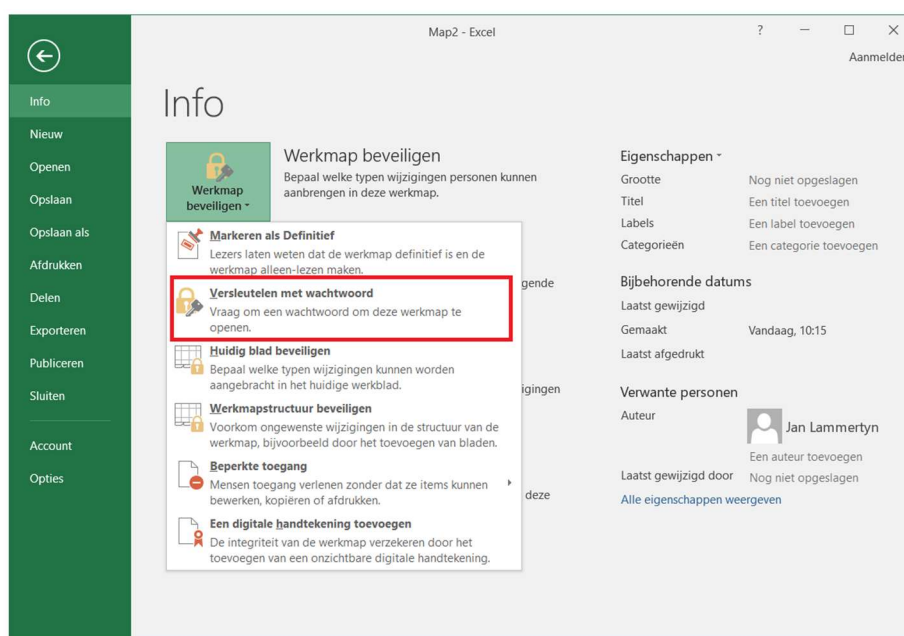 Map2 - Excel
?
Aanmelden
Info
Nieuw
Openen
Opslaan
Opslaan als
Afdrukken
Delen
Exporteren
Publiceren
Sluiten
Account
Opties
Info
Werkmap
beveiligen
Werkmap beveiligen
Bepaal welke typen wijzigingen personen kunnen
aanbrengen in deze werkmap.
Markeren als Definitief
Lezers laten weten dat de werkmap definitief is en de
werkmap alleen-lezen maken.
Versleutelen met wachtwoord
Vraag om een wachtwoord om deze werkmap te
openen.
Huidig blad beveiligen
Bepaal welke typen wijzigingen kunnen worden
aangebracht in het huidige werkblad.
Werkmapstructuur beveiligen
Voorkom ongewenste wijzigingen in de structuur van de
werkmap, bijvoorbeeld door het toevoegen van bladen.
Beperkte toegang
Mensen toegang verlenen zonder dat ze items kunnen
bewerken, kopiëren of afdrukken.
Een digitale handtekening toevoegen
De integriteit van de werkmap verzekeren door het
toevoegen van een onzichtbare digitale handtekening.
gende
igingen
deze
Eigenschappen
Grootte Nog niet opgeslagen
Titel Een titel toevoegen
Labels Een label toevoegen
Categorieën Een categorie toevoegen
Bijbehorende datums
Laatst gewijzigd
Gemaakt Vandaag, 10:15
Laatst afgedrukt
Verwante personen
Auteur
Jan Lammertyn
Een auteur toevoegen
Laatst gewijzigd door Nog niet opgeslagen
Alle eigenschappen weergeven